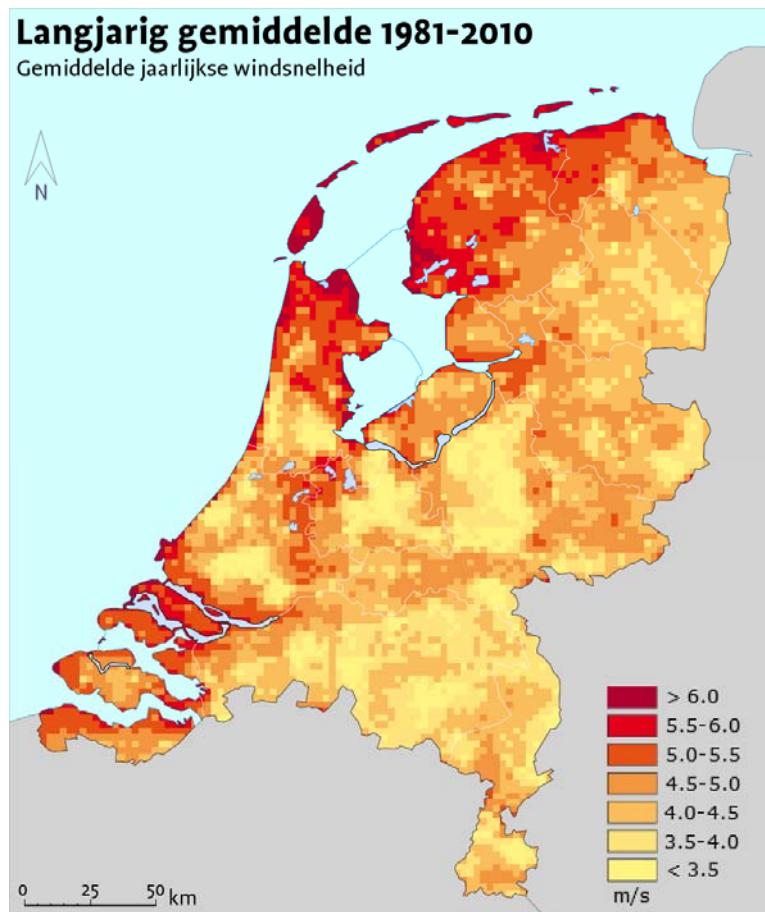 Langjarig gemiddelde 1981-2010
Gemiddelde jaarlijkse windsnelheid
N
> 6.0
5.5-6.0
5.0-5.5
4.5-5.0
4.0-4.5
3.5-4.0
< 3.5
m/s
0 25 50 km